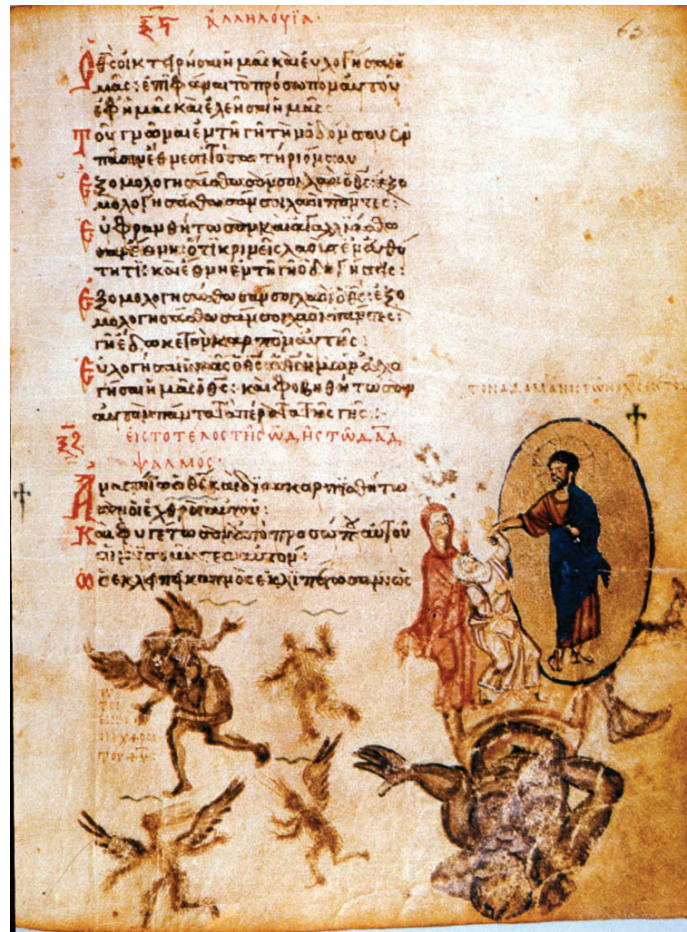 ξϛ ἀλληλούϊα·
Ὁ θς οἰκτειρήσαι ἡμᾶς καὶ εὐλογήσαι ἡ
μᾶς: ἐπιφάναι τὸ πρόσωπον αὐτοῦ
ἐφ ἡμᾶς καὶ ἐλεήσαι ἡμᾶς:
Τοῦ γνῶναι ἐν τῆ γῆ τὴν ὁδόν σου ἐν
πᾶσιν ἔθνεσι τὸ σωτήριόν σου
Ἐξομολογησάσθωσάν σοι λαοὶ ὁ θς: ἐξο
μολογησάσθωσάν σοι λαοὶ πάντες:
Εὐφρανθήτωσαν καὶ ἀγαλλιάσθω
σαν ἔθνη: ὅτι κρινεῖς λαοὺς ἐν εὐθύ
τητι: καὶ ἔθνη ἐν τῆ γῆ ὁδηγήσεις:
Ἐξομολογησάσθωσάν σοι λαοὶ ὁ θς: ἐξο
μολογησάσθωσάν σοι λαοὶ πάντες:
γῆ ἔδωκε τὸν καρπὸν αὐτῆς:
Εὐλογήσαι ἡμᾶς ὁ θς ὁ θς ἡμῶν εὐλο
γήσαι ἡμᾶς ὁ θς: καὶ φοβηθήτωσαν
αὐτὸν πάντα τὰ πέρατα τῆς γῆς:
τὸν ἀδὰμ ἀνιστῶν
ξζ εἰς τὸ τέλος τῆς ὠδῆς τῶ δαδ
ψαλμὸς
Ἀναστήτω ὁ θς καὶ διασκορπισθήτω
σαν οἱ ἐχθροὶ αὐτοῦ:
Καὶ φυγέτωσαν ἀπὸ προσώπου αὐτοῦ
οἱ μισοῦντες αὐτόν:
Ὡς ἐκλείπει καπνὸς ἐκλιπέτωσαν ὡς